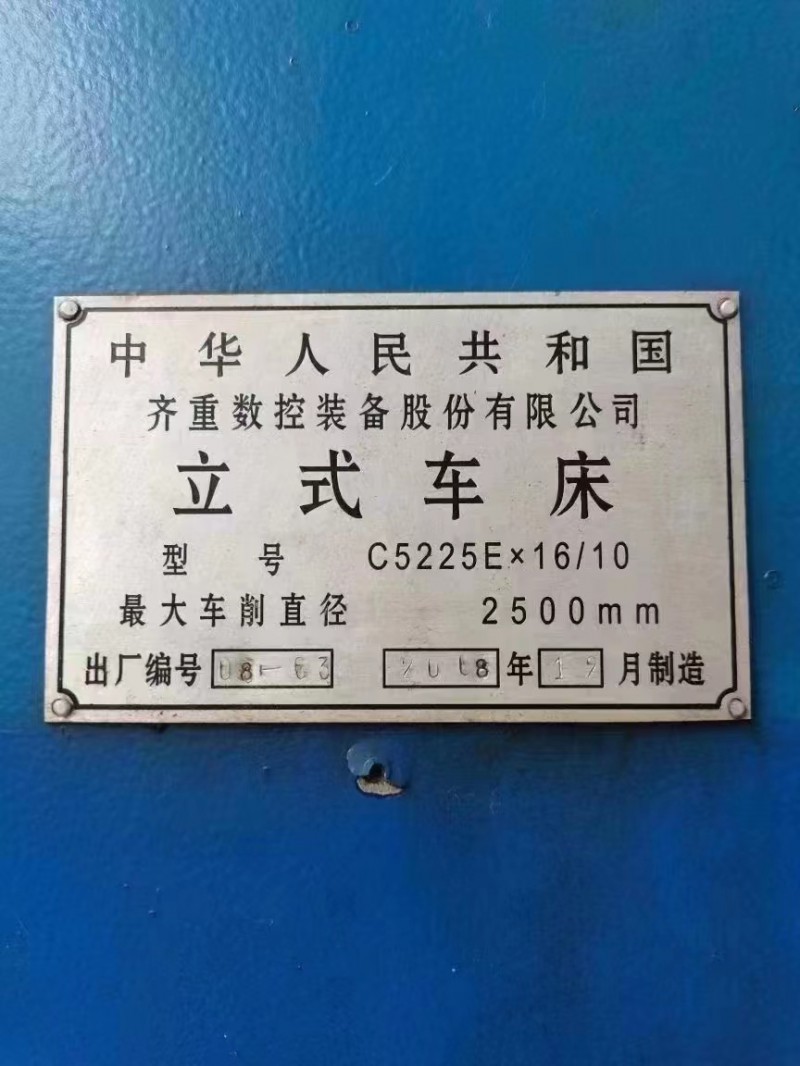 中华人民共和国
齐重数控装备股份有限公司
立式车床
型号 C5225E×16/10
最大车削直径 2500mm
出厂编号 年 月制造